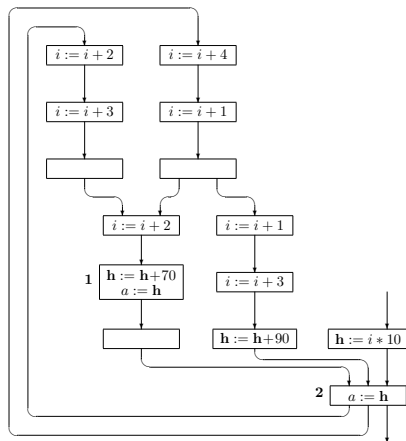 i := i + 2
i := i + 4
i := i + 3
i := i + 1
i := i + 2
i := i + 1
1
h := h+70
a := h
i := i + 3
h := h+90
h := i * 10
2
a := h